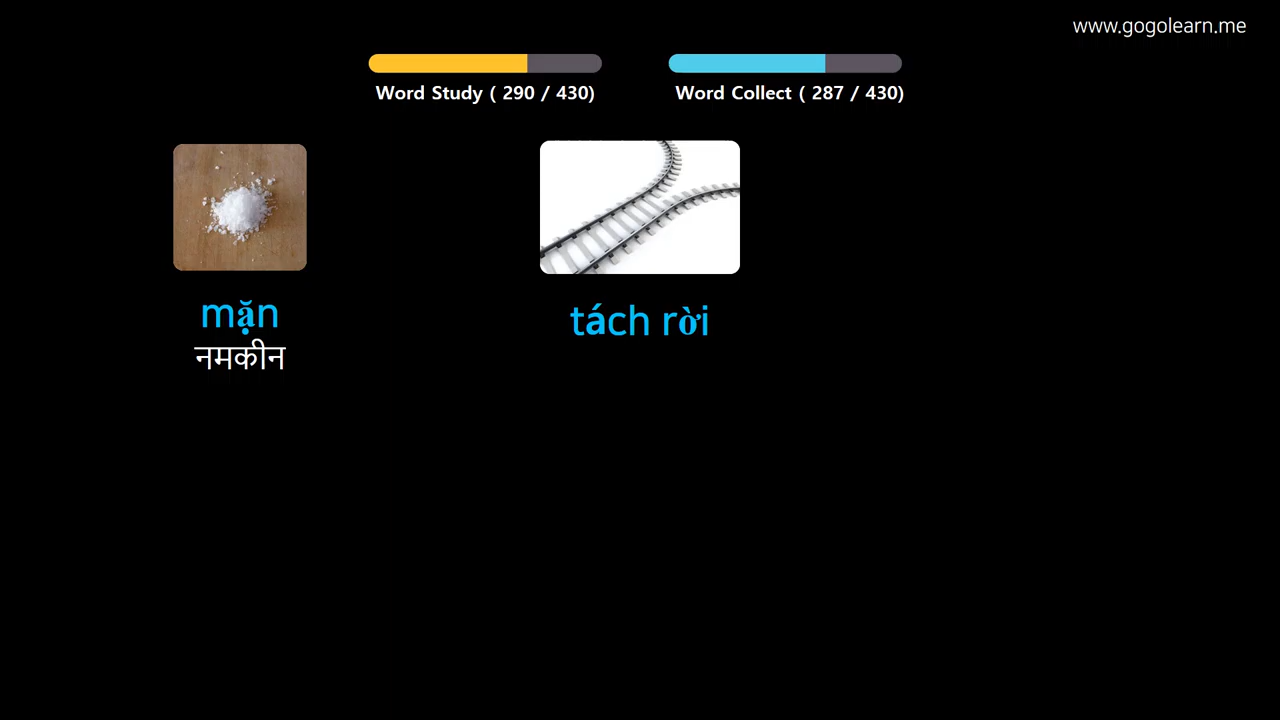 www.gogolearn.me
Word Study ( 290 / 430)
Word Collect ( 287 / 430)
mặn
नमकीन
tách rời